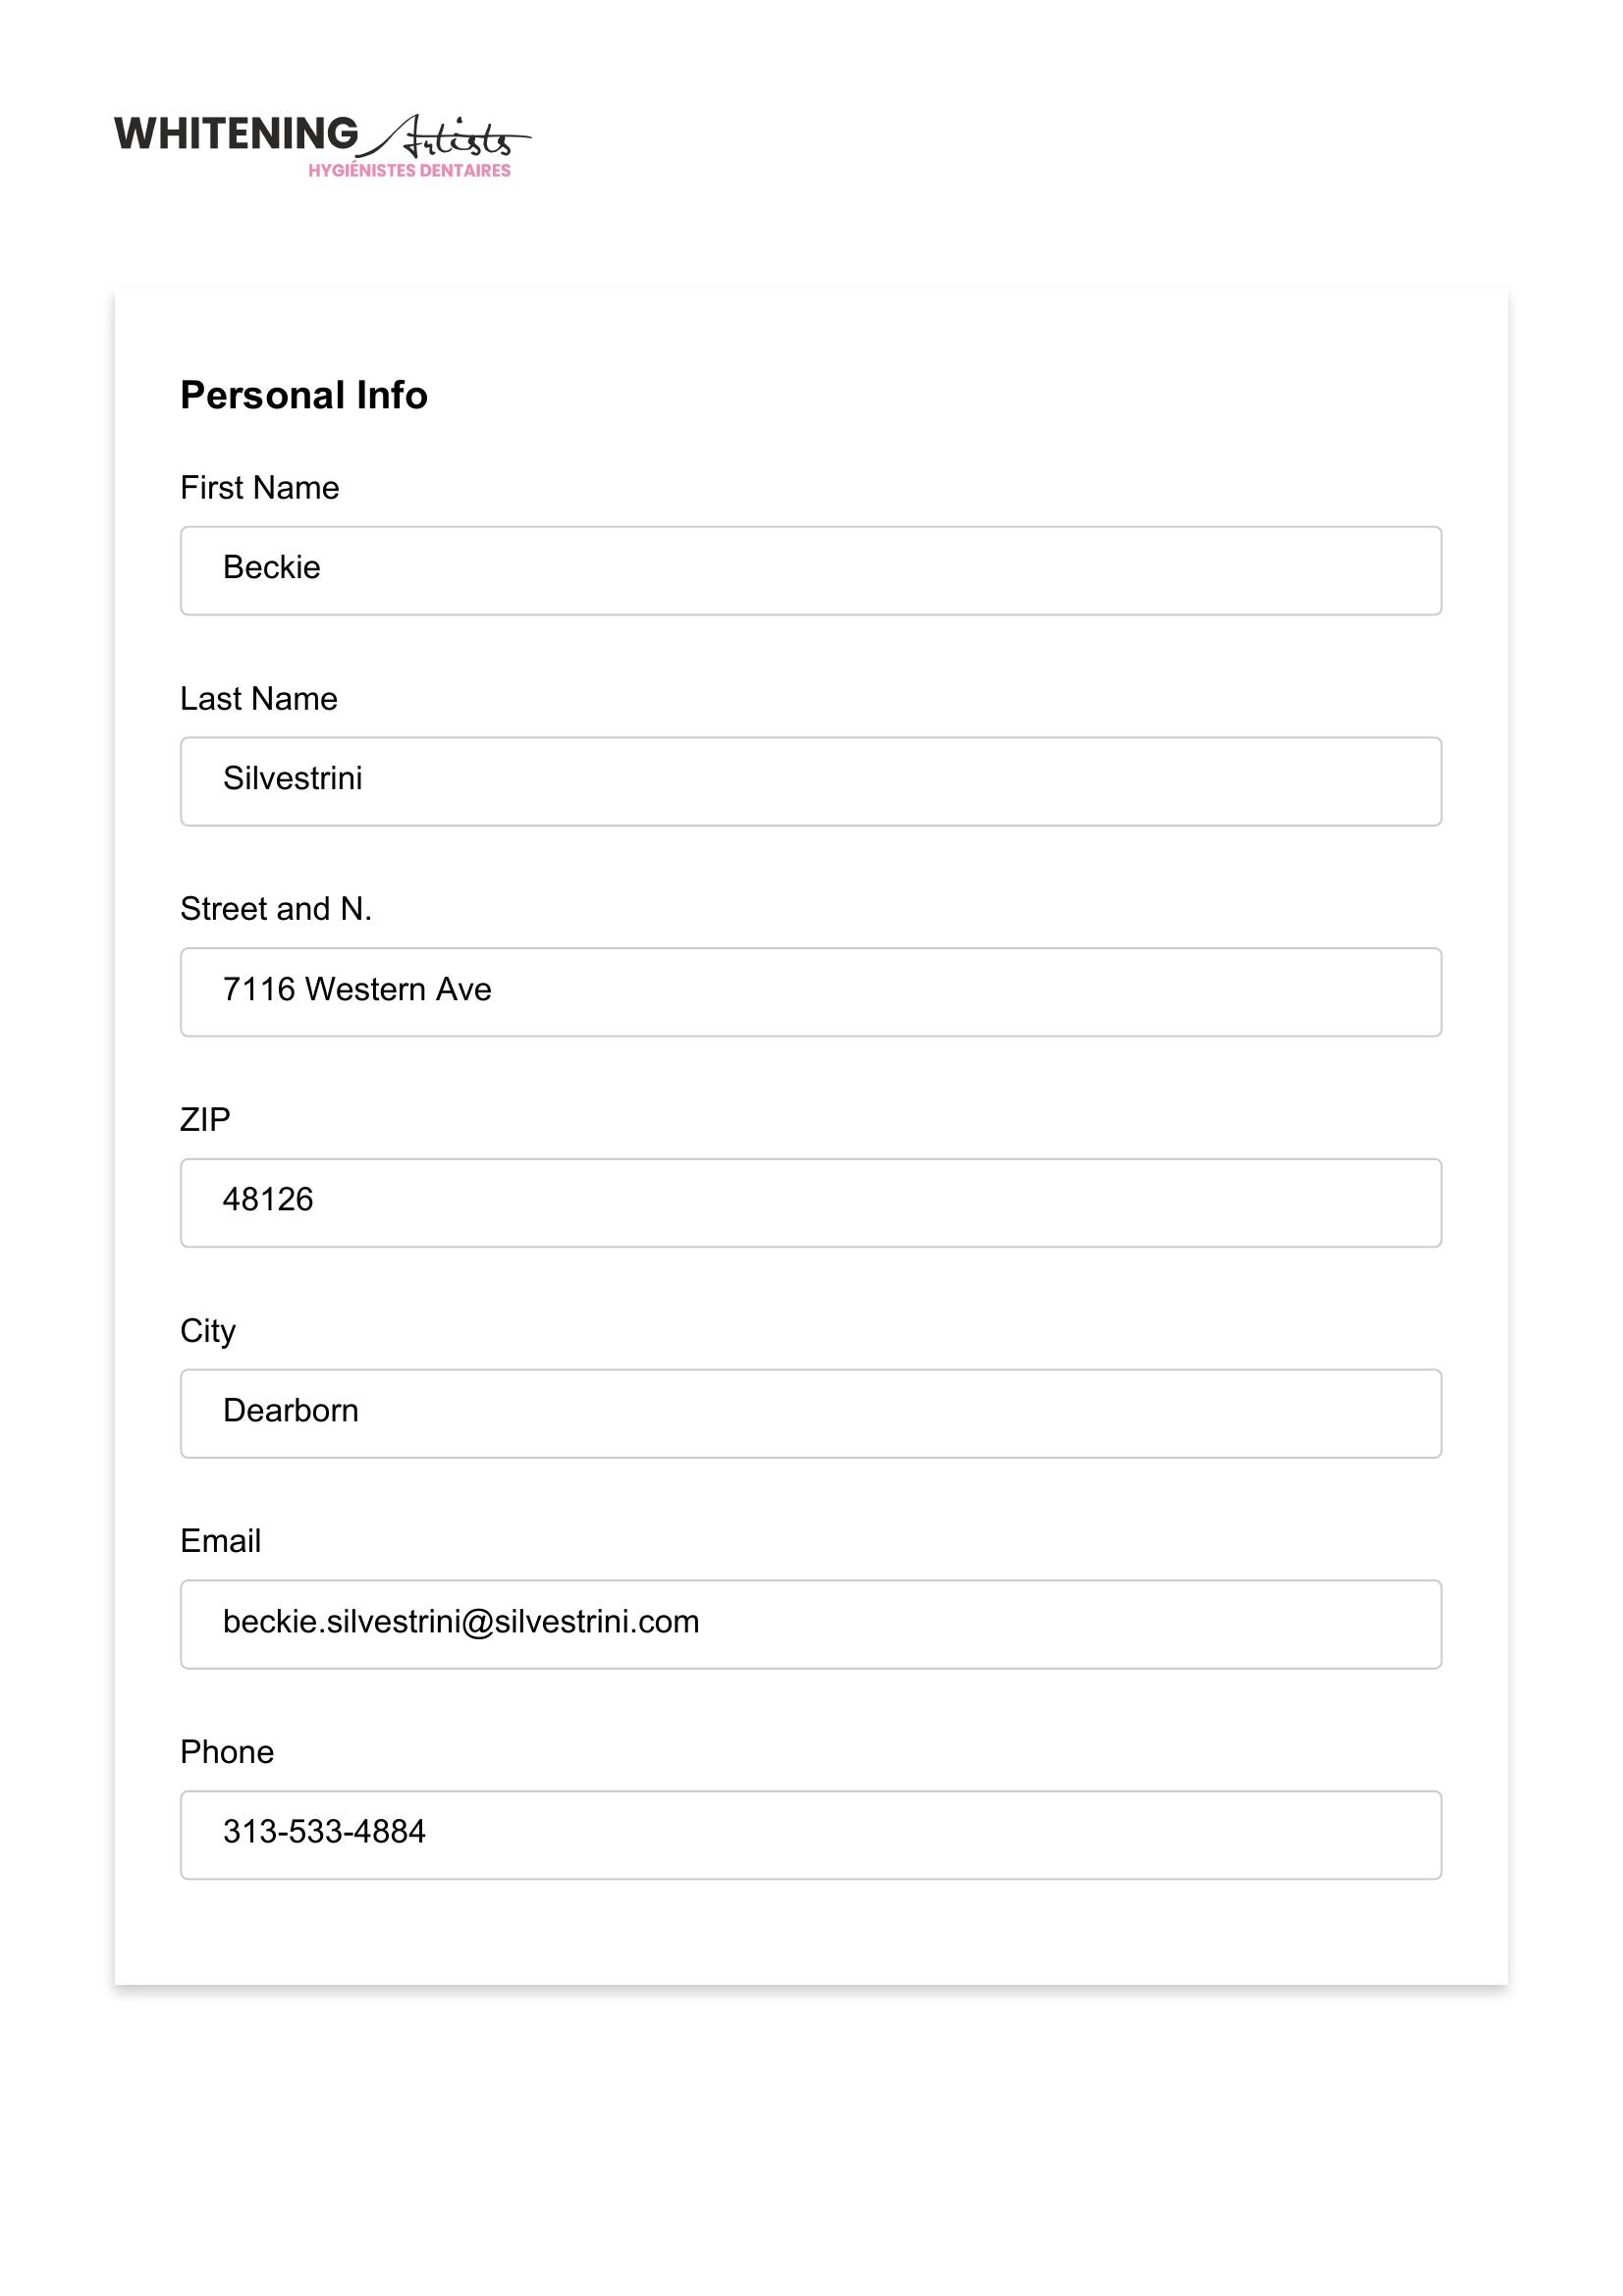 WHITENING Artists
HYGIÉNISTES DENTAIRES
Personal Info
First Name
Beckie
Last Name
Silvestrini
Street and N.
7116 Western Ave
ZIP
48126
City
Dearborn
Email
beckie.silvestrini@silvestrini.com
Phone
313-533-4884